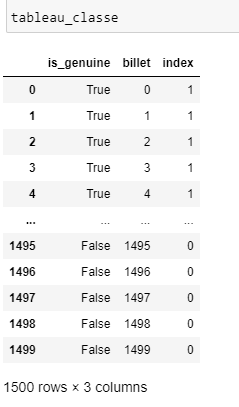 tableau_classe
is_genuine billet index
0 True 0 1
1 True 1 1
2 True 2 1
3 True 3 1
4 True 4 1
... ... ... ...
1495 False 1495 0
1496 False 1496 0
1497 False 1497 0
1498 False 1498 0
1499 False 1499 0
1500 rows × 3 columns